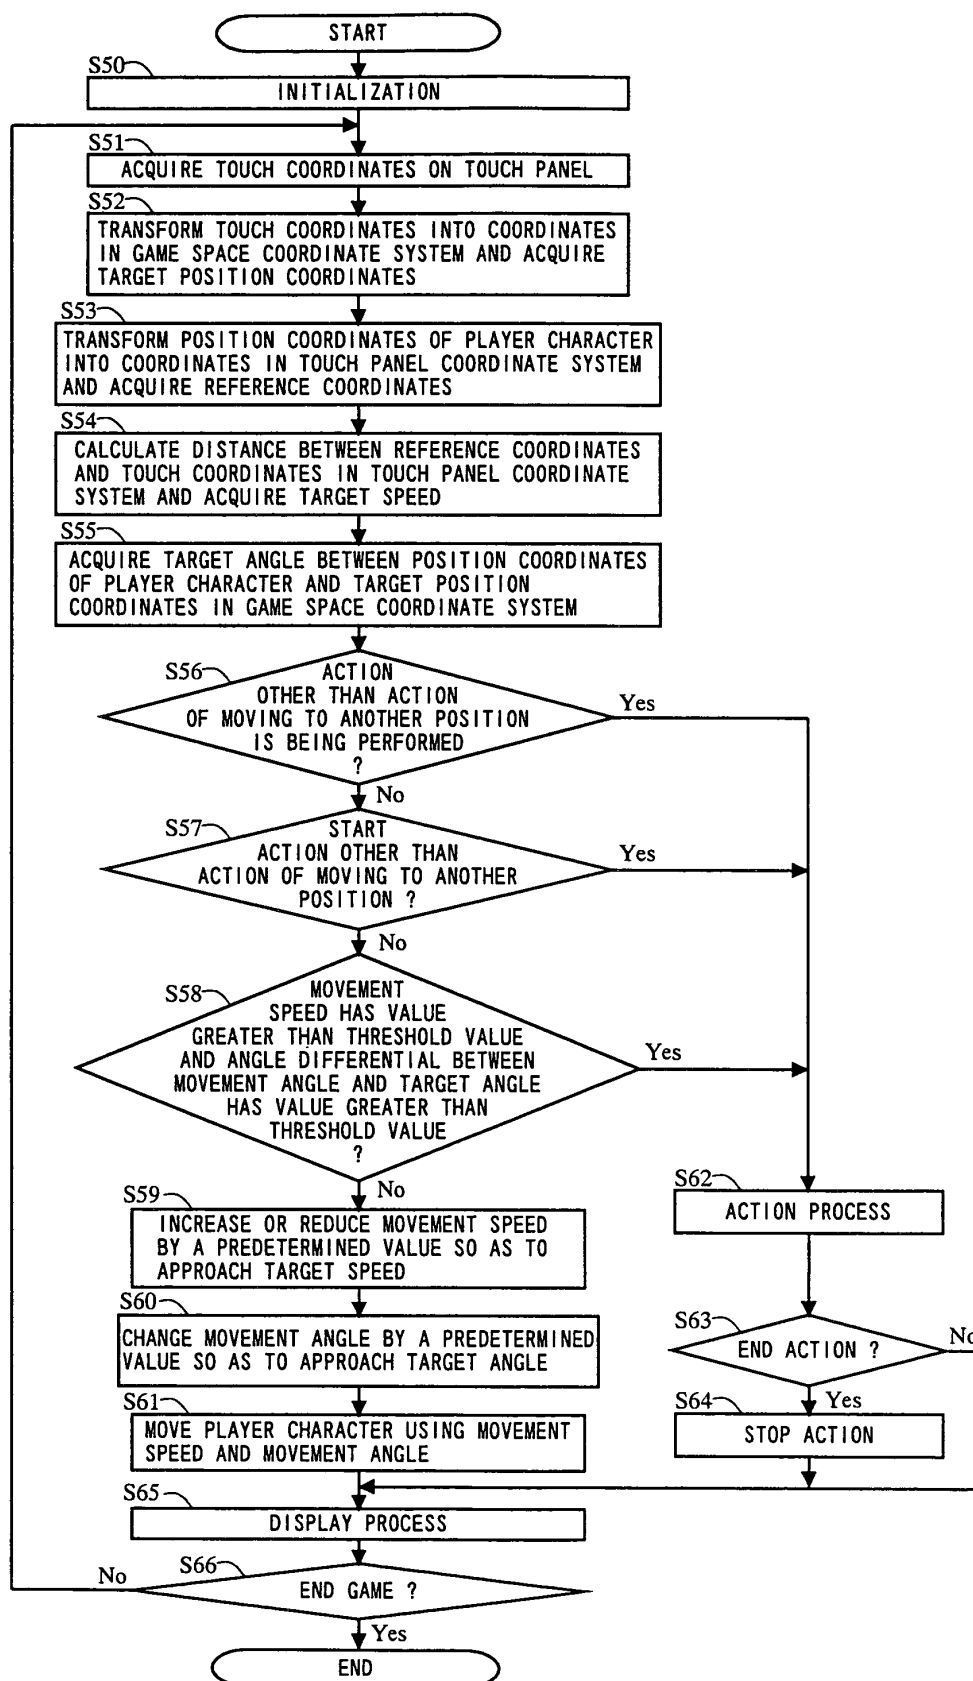 START
S50
INITIALIZATION
S51
ACQUIRE TOUCH COORDINATES ON TOUCH PANEL
S52
TRANSFORM TOUCH COORDINATES INTO COORDINATES
IN GAME SPACE COORDINATE SYSTEM AND ACQUIRE
TARGET POSITION COORDINATES
S53
TRANSFORM POSITION COORDINATES OF PLAYER CHARACTER
INTO COORDINATES IN TOUCH PANEL COORDINATE SYSTEM
AND ACQUIRE REFERENCE COORDINATES
S54
CALCULATE DISTANCE BETWEEN REFERENCE COORDINATES
AND TOUCH COORDINATES IN TOUCH PANEL COORDINATE
SYSTEM AND ACQUIRE TARGET SPEED
S55
ACQUIRE TARGET ANGLE BETWEEN POSITION COORDINATES
OF PLAYER CHARACTER AND TARGET POSITION
COORDINATES IN GAME SPACE COORDINATE SYSTEM
S56
ACTION
OTHER THAN ACTION
OF MOVING TO ANOTHER POSITION
IS BEING PERFORMED
?
Yes
No
S57
START
ACTION OTHER THAN
ACTION OF MOVING TO ANOTHER
POSITION ?
Yes
No
S58
MOVEMENT
SPEED HAS VALUE
GREATER THAN THRESHOLD VALUE
AND ANGLE DIFFERENTIAL BETWEEN
MOVEMENT ANGLE AND TARGET ANGLE
HAS VALUE GREATER THAN
THRESHOLD VALUE
?
Yes
No
S59
INCREASE OR REDUCE MOVEMENT SPEED
BY A PREDETERMINED VALUE SO AS TO
APPROACH TARGET SPEED
S60
CHANGE MOVEMENT ANGLE BY A PREDETERMINED
VALUE SO AS TO APPROACH TARGET ANGLE
S61
MOVE PLAYER CHARACTER USING MOVEMENT
SPEED AND MOVEMENT ANGLE
S62
ACTION PROCESS
S63
END ACTION ?
No
Yes
S64
STOP ACTION
S65
DISPLAY PROCESS
S66
END GAME ?
No
Yes
END